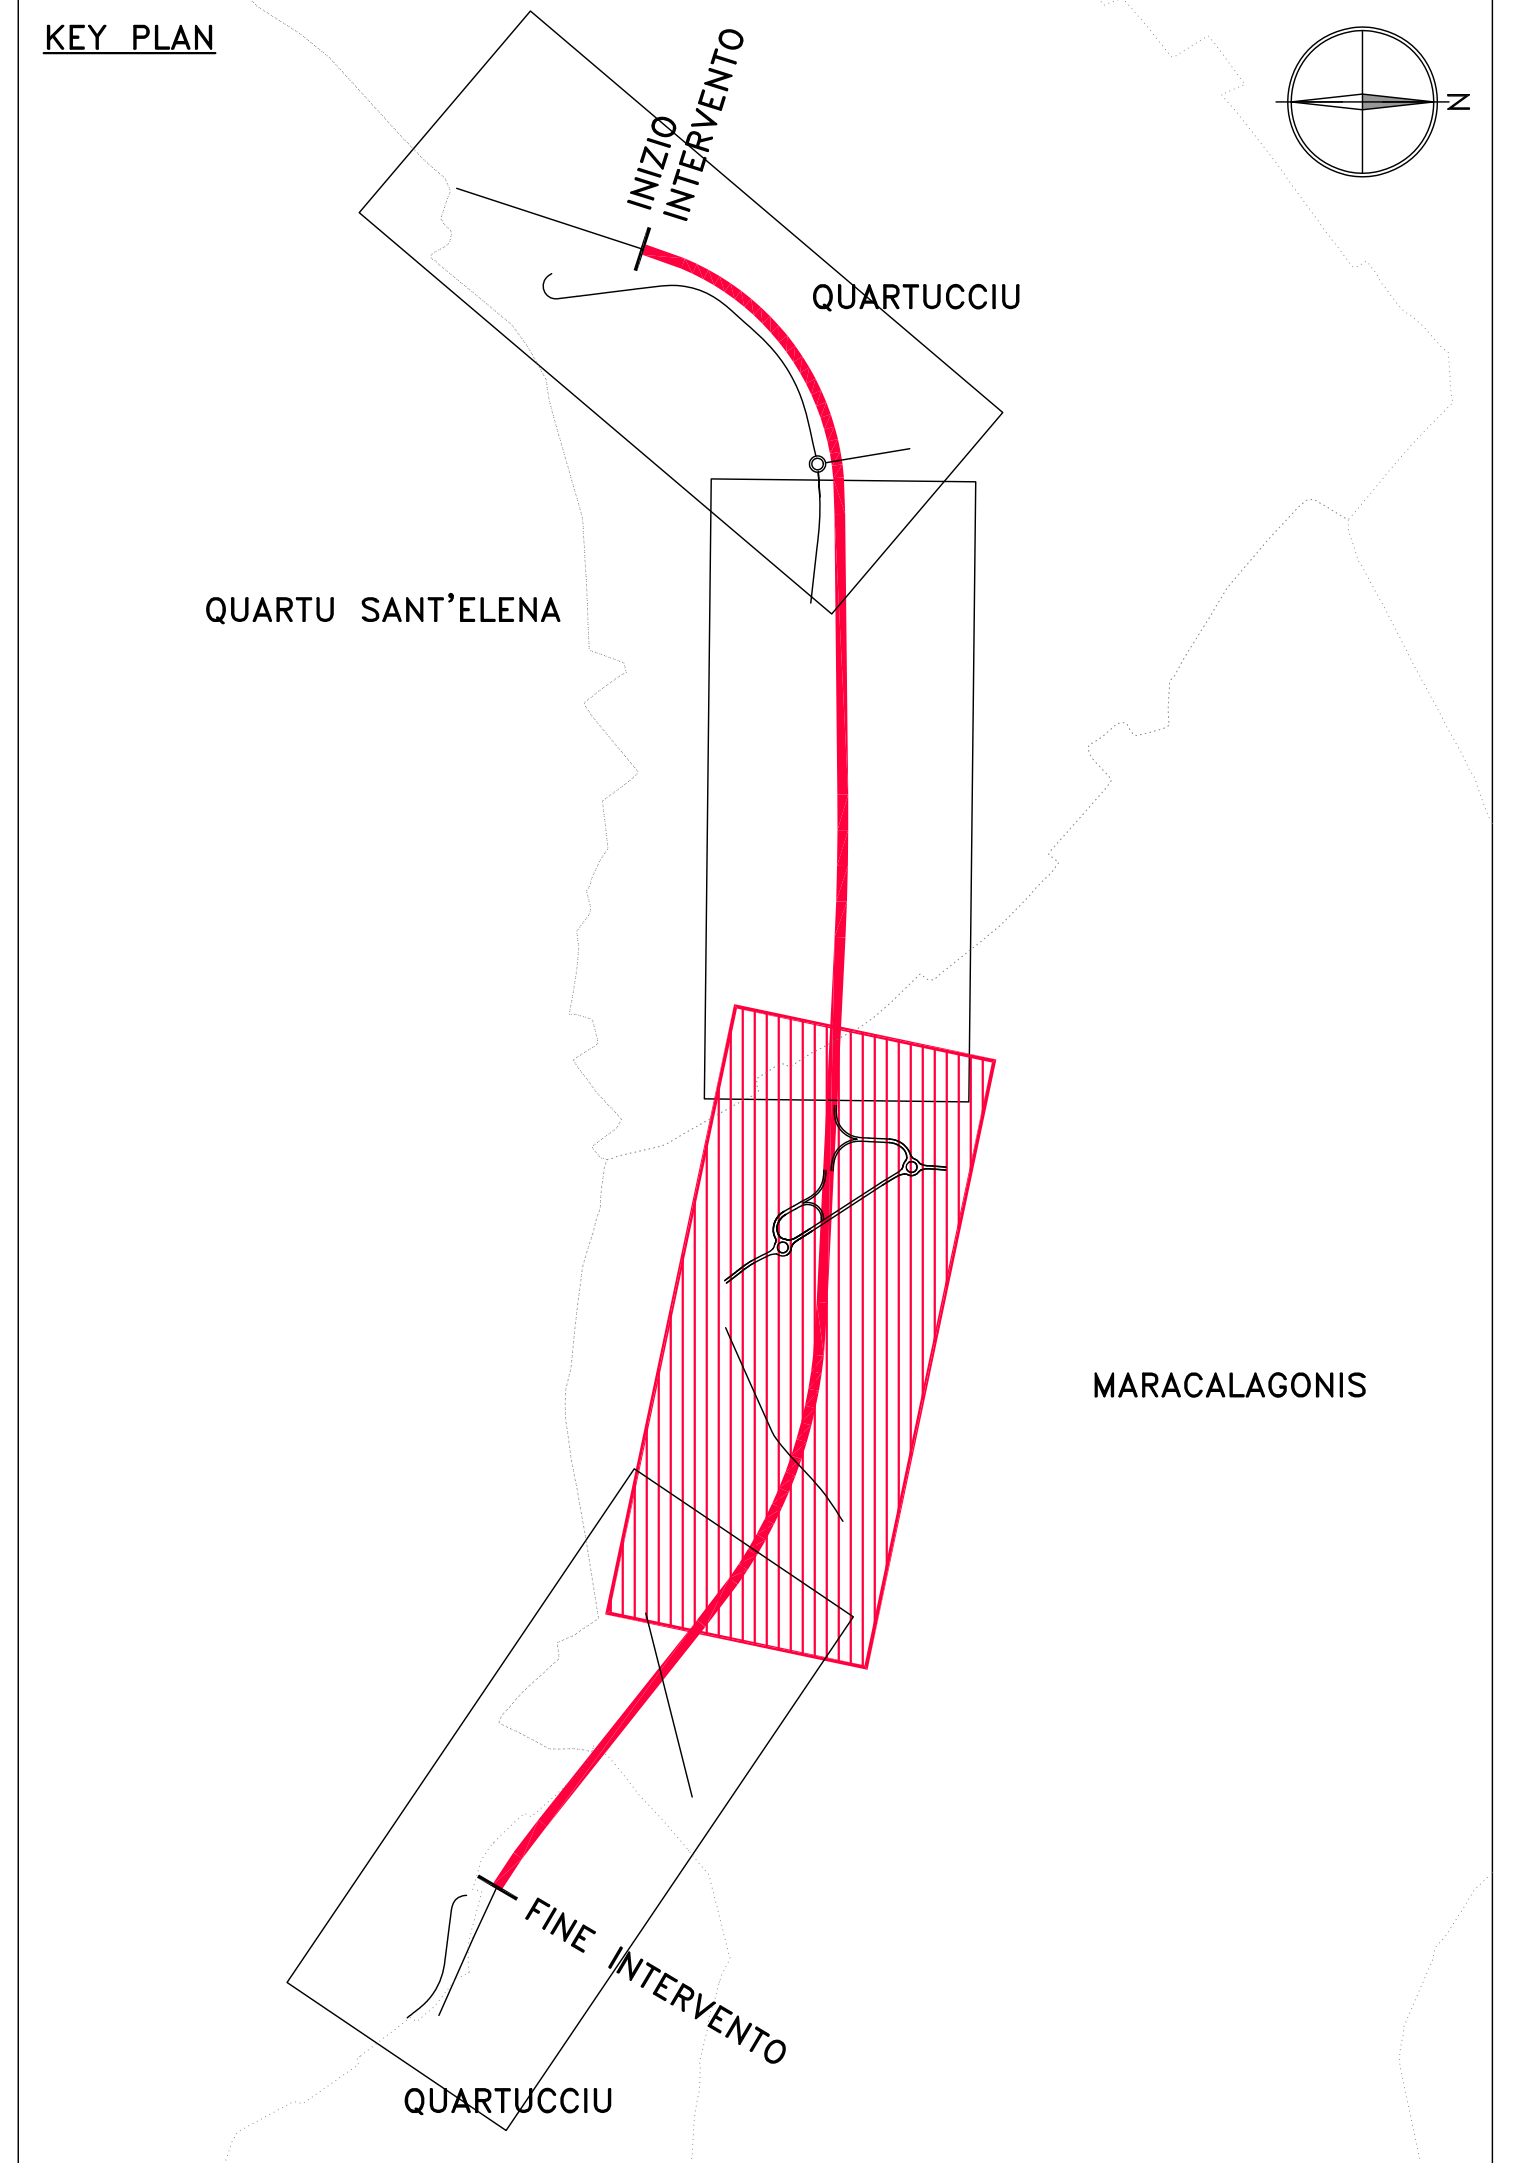 KEY PLAN
N
INIZIO
INTERVENTO
QUARTUCCIU
QUARTU SANT'ELENA
MARACALAGONIS
FINE INTERVENTO
QUARTUCCIU